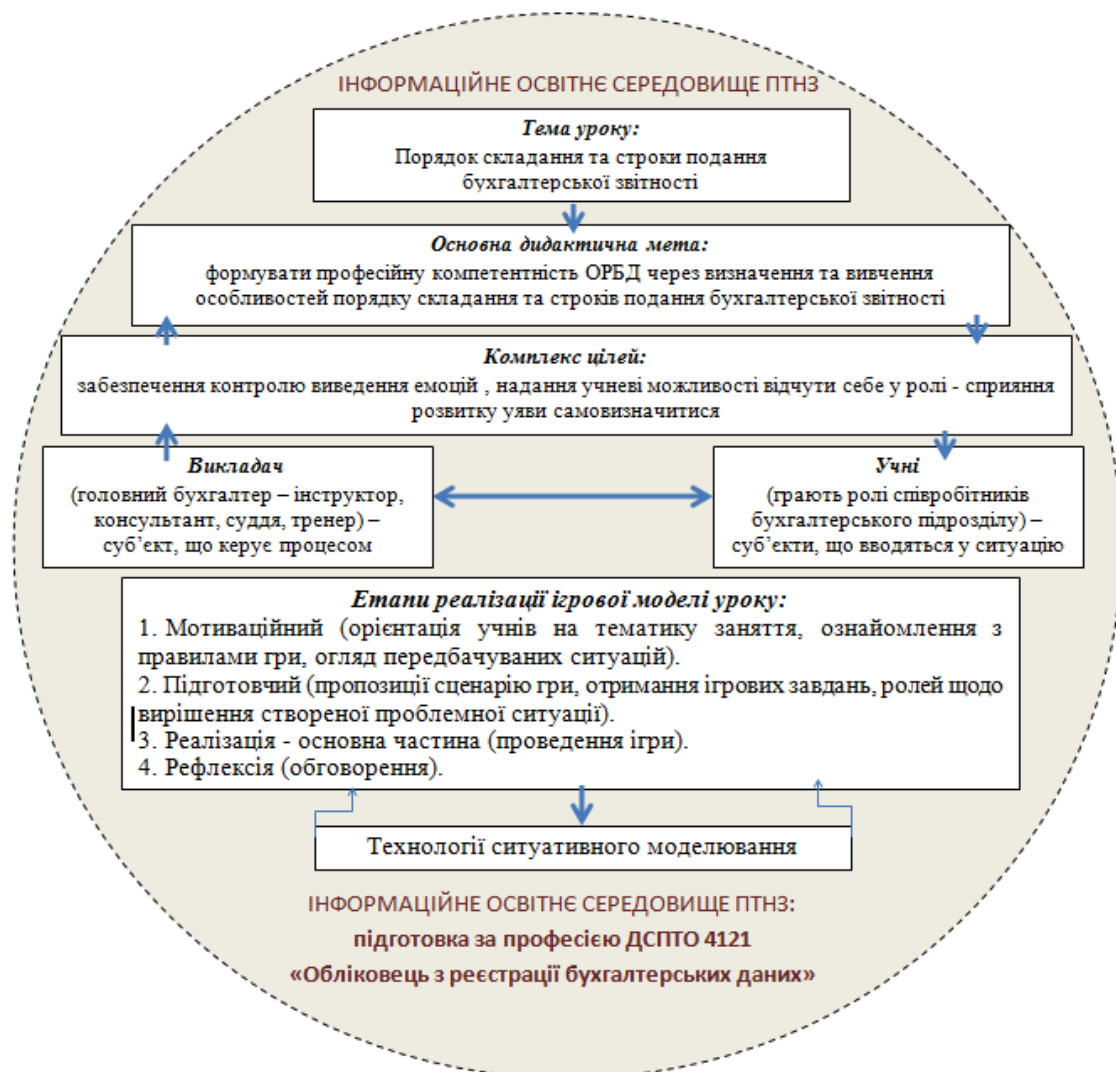 ІНФОРМАЦІЙНЕ ОСВІТНЄ СЕРЕДОВИЩЕ ПТНЗ
Тема уроку:
Порядок складання та строки подання
бухгалтерської звітності
Основна дидактична мета:
формувати професійну компетентність ОРБД через визначення та вивчення
особливостей порядку складання та строків подання бухгалтерської звітності
Комплекс цілей:
забезпечення контролю виведення емоцій , надання учневі можливості відчути себе у ролі - сприяння
розвитку уяви самовизначитися
Викладач
(головний бухгалтер – інструктор,
консультант, суддя, тренер) –
суб’єкт, що керує процесом
Учні
(грають ролі співробітників
бухгалтерського підрозділу) –
суб’єкти, що вводяться у ситуацію
Етапи реалізації ігрової моделі уроку:
1. Мотиваційний (орієнтація учнів на тематику заняття, ознайомлення з
правилами гри, огляд передбачуваних ситуацій).
2. Підготовчий (пропозиції сценарію гри, отримання ігрових завдань, ролей щодо
вирішення створеної проблемної ситуації).
3. Реалізація - основна частина (проведення ігри).
4. Рефлексія (обговорення).
Технології ситуативного моделювання
ІНФОРМАЦІЙНЕ ОСВІТНЄ СЕРЕДОВИЩЕ ПТНЗ:
підготовка за професією ДСПТО 4121
«Обліковець з реєстрації бухгалтерських даних»